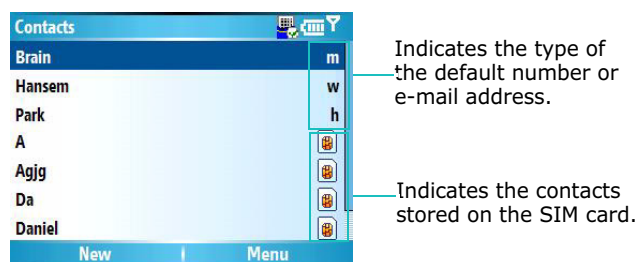 Contacts
Brain m
Hansem w
Park h
A
Agjg
Da
Daniel
New Menu
Indicates the type of
the default number or
e-mail address.
Indicates the contacts
stored on the SIM card.